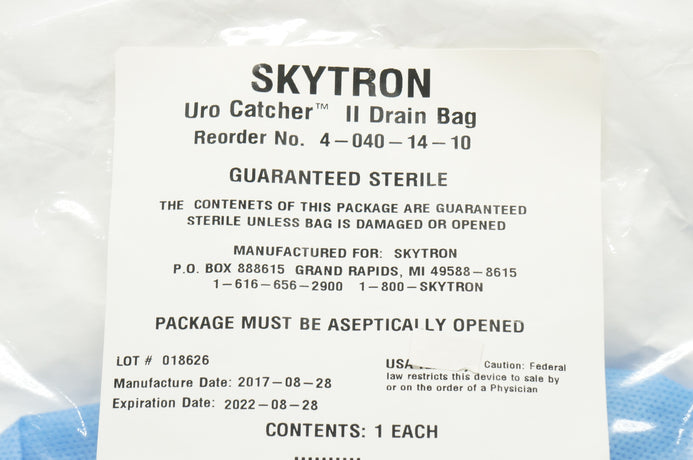 SKYTRON
Uro Catcher™ II Drain Bag
Reorder No. 4-040-14-10
GUARANTEED STERILE
THE CONTENETS OF THIS PACKAGE ARE GUARANTEED
STERILE UNLESS BAG IS DAMAGED OR OPENED
MANUFACTURED FOR: SKYTRON
P.O. BOX 888615 GRAND RAPIDS, MI 49588-8615
1-616-656-2900 1-800-SKYTRON
PACKAGE MUST BE ASEPTICALLY OPENED
LOT # 018626
Manufacture Date: 2017-08-28
Expiration Date: 2022-08-28
USA Caution: Federal
law restricts this device to sale by
or on the order of a Physician
CONTENTS: 1 EACH